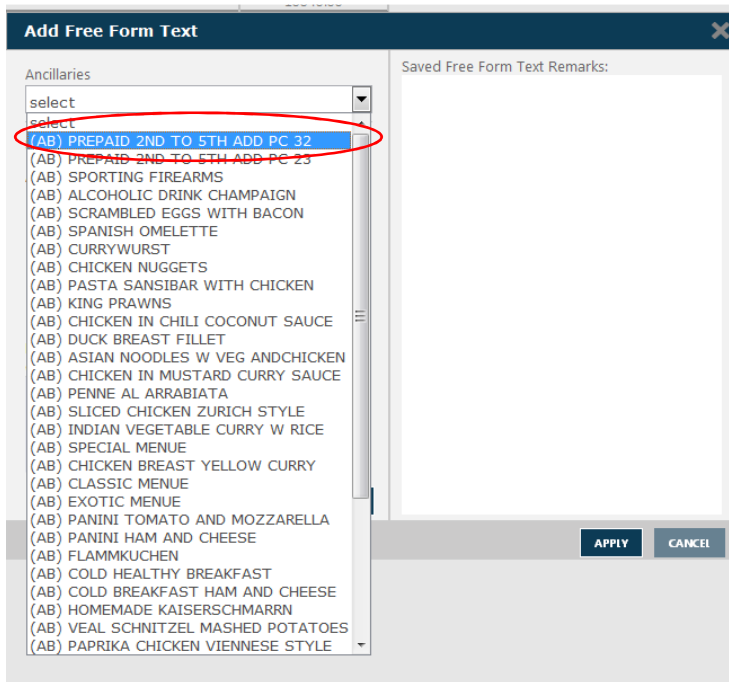 Add Free Form Text
Ancillaries
select
select
(AB) PREPAID 2ND TO 5TH ADD PC 32
(AB) PREPAID 2ND TO 5TH ADD PC 23
(AB) SPORTING FIREARMS
(AB) ALCOHOLIC DRINK CHAMPAIGN
(AB) SCRAMBLED EGGS WITH BACON
(AB) SPANISH OMELETTE
(AB) CURRYWURST
(AB) CHICKEN NUGGETS
(AB) PASTA SANSIBAR WITH CHICKEN
(AB) KING PRAWNS
(AB) CHICKEN IN CHILI COCONUT SAUCE
(AB) DUCK BREAST FILLET
(AB) ASIAN NOODLES W VEG ANDCHICKEN
(AB) CHICKEN IN MUSTARD CURRY SAUCE
(AB) PENNE AL ARRABIATA
(AB) SLICED CHICKEN ZURICH STYLE
(AB) INDIAN VEGETABLE CURRY W RICE
(AB) SPECIAL MENUE
(AB) CHICKEN BREAST YELLOW CURRY
(AB) CLASSIC MENUE
(AB) EXOTIC MENUE
(AB) PANINI TOMATO AND MOZZARELLA
(AB) PANINI HAM AND CHEESE
(AB) FLAMMKUCHEN
(AB) COLD HEALTHY BREAKFAST
(AB) COLD BREAKFAST HAM AND CHEESE
(AB) HOMEMADE KAISERSCHMARRN
(AB) VEAL SCHNITZEL MASHED POTATOES
(AB) PAPRIKA CHICKEN VIENNESE STYLE
Saved Free Form Text Remarks:
APPLY
CANCEL